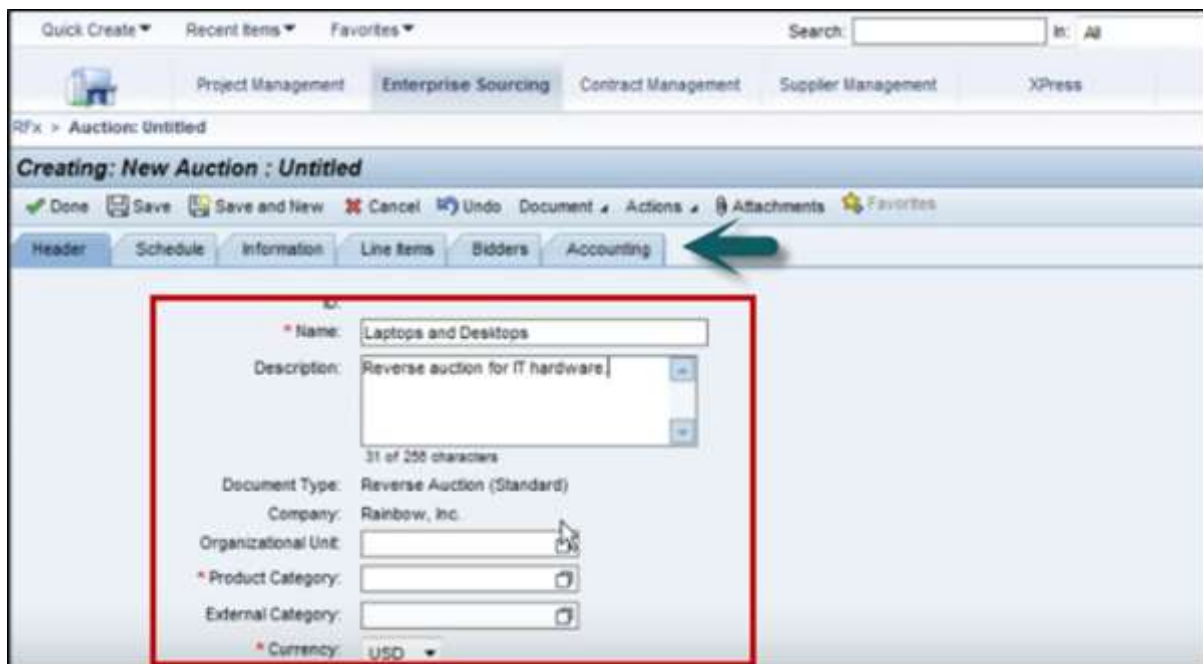 Quick Create Recent Items Favorites Search: In: All
Project Management Enterprise Sourcing Contract Management Supplier Management XPress
RFx > Auction: Untitled
Creating: New Auction : Untitled
Done Save Save and New Cancel Undo Document Actions Attachments Favorites
Header Schedule Information Line Items Bidders Accounting
ID:
* Name: Laptops and Desktops
Description: Reverse auction for IT hardware.
31 of 256 characters
Document Type: Reverse Auction (Standard)
Company: Rainbow, Inc.
Organizational Unit:
* Product Category:
External Category:
* Currency: USD